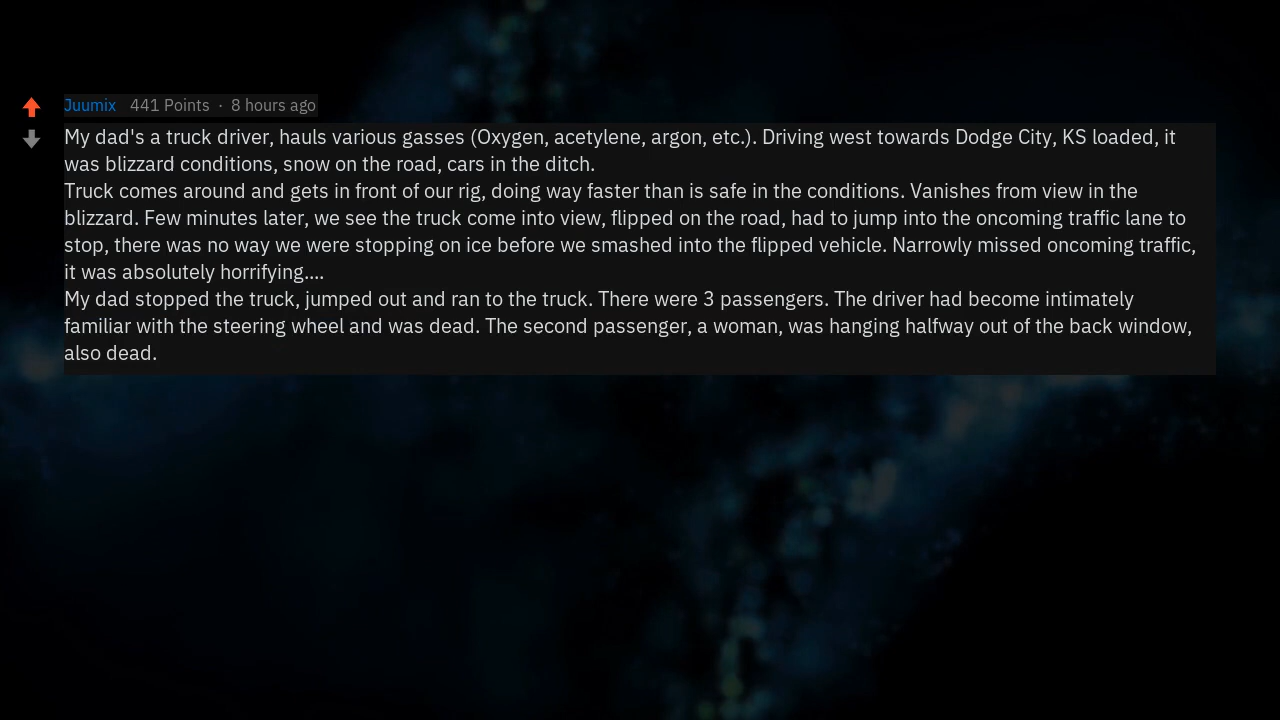 Juumix 441 Points · 8 hours ago
My dad's a truck driver, hauls various gasses (Oxygen, acetylene, argon, etc.). Driving west towards Dodge City, KS loaded, it
was blizzard conditions, snow on the road, cars in the ditch.
Truck comes around and gets in front of our rig, doing way faster than is safe in the conditions. Vanishes from view in the
blizzard. Few minutes later, we see the truck come into view, flipped on the road, had to jump into the oncoming traffic lane to
stop, there was no way we were stopping on ice before we smashed into the flipped vehicle. Narrowly missed oncoming traffic,
it was absolutely horrifying....
My dad stopped the truck, jumped out and ran to the truck. There were 3 passengers. The driver had become intimately
familiar with the steering wheel and was dead. The second passenger, a woman, was hanging halfway out of the back window,
also dead.